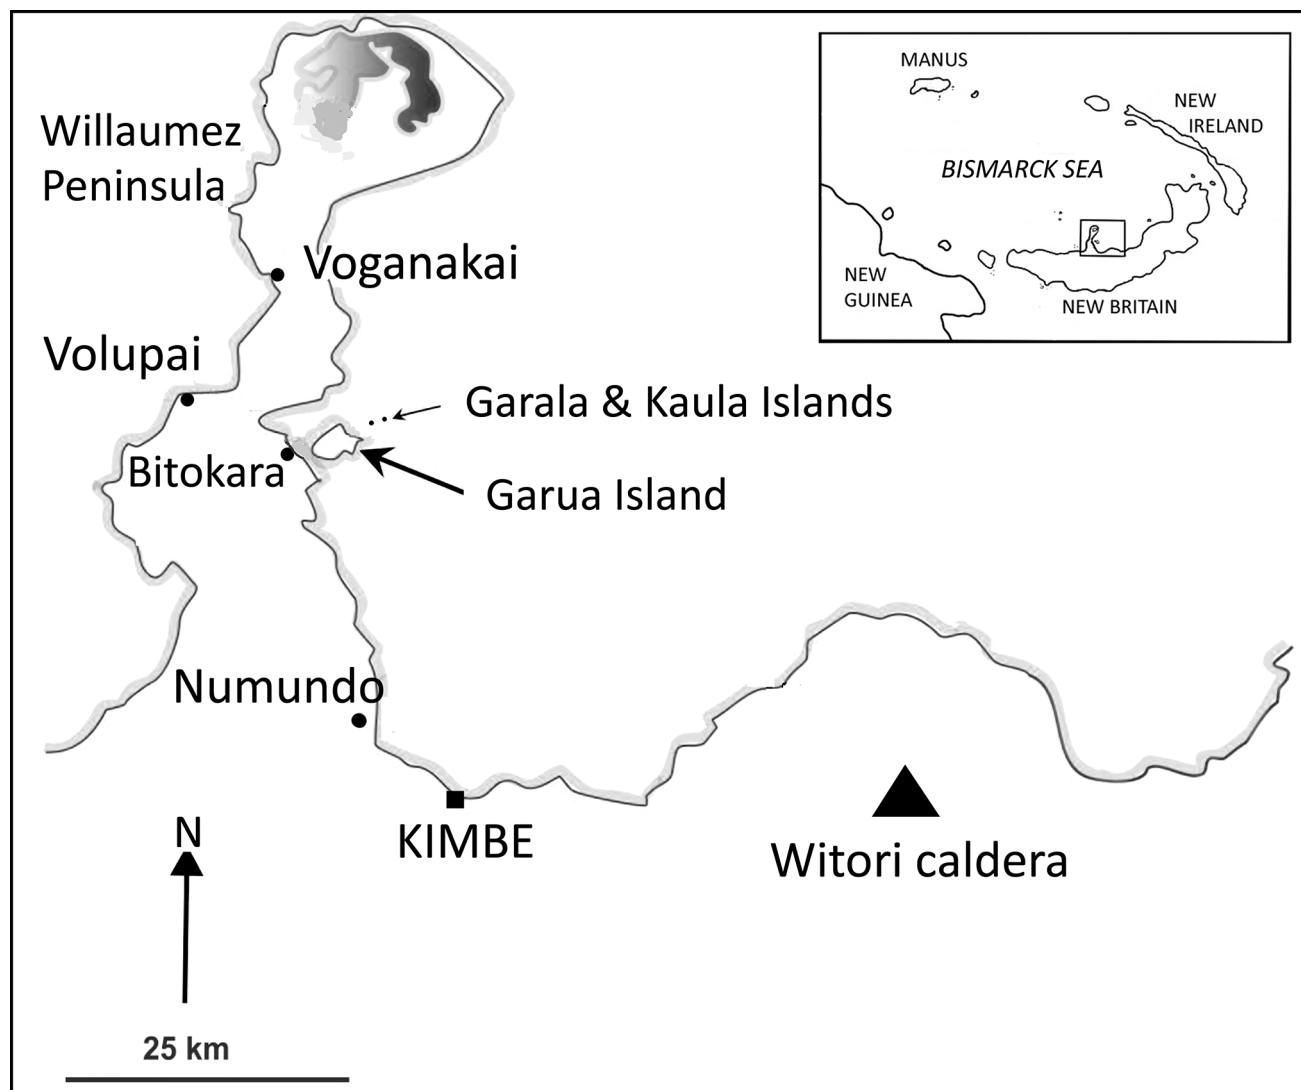 Willaumez
Peninsula
Voganakai
Volupai
Garala & Kaula Islands
Bitokara
Garua Island
Numundo
KIMBE
Witori caldera
N
25 km
MANUS
NEW
IRELAND
BISMARCK SEA
NEW
GUINEA
NEW BRITAIN